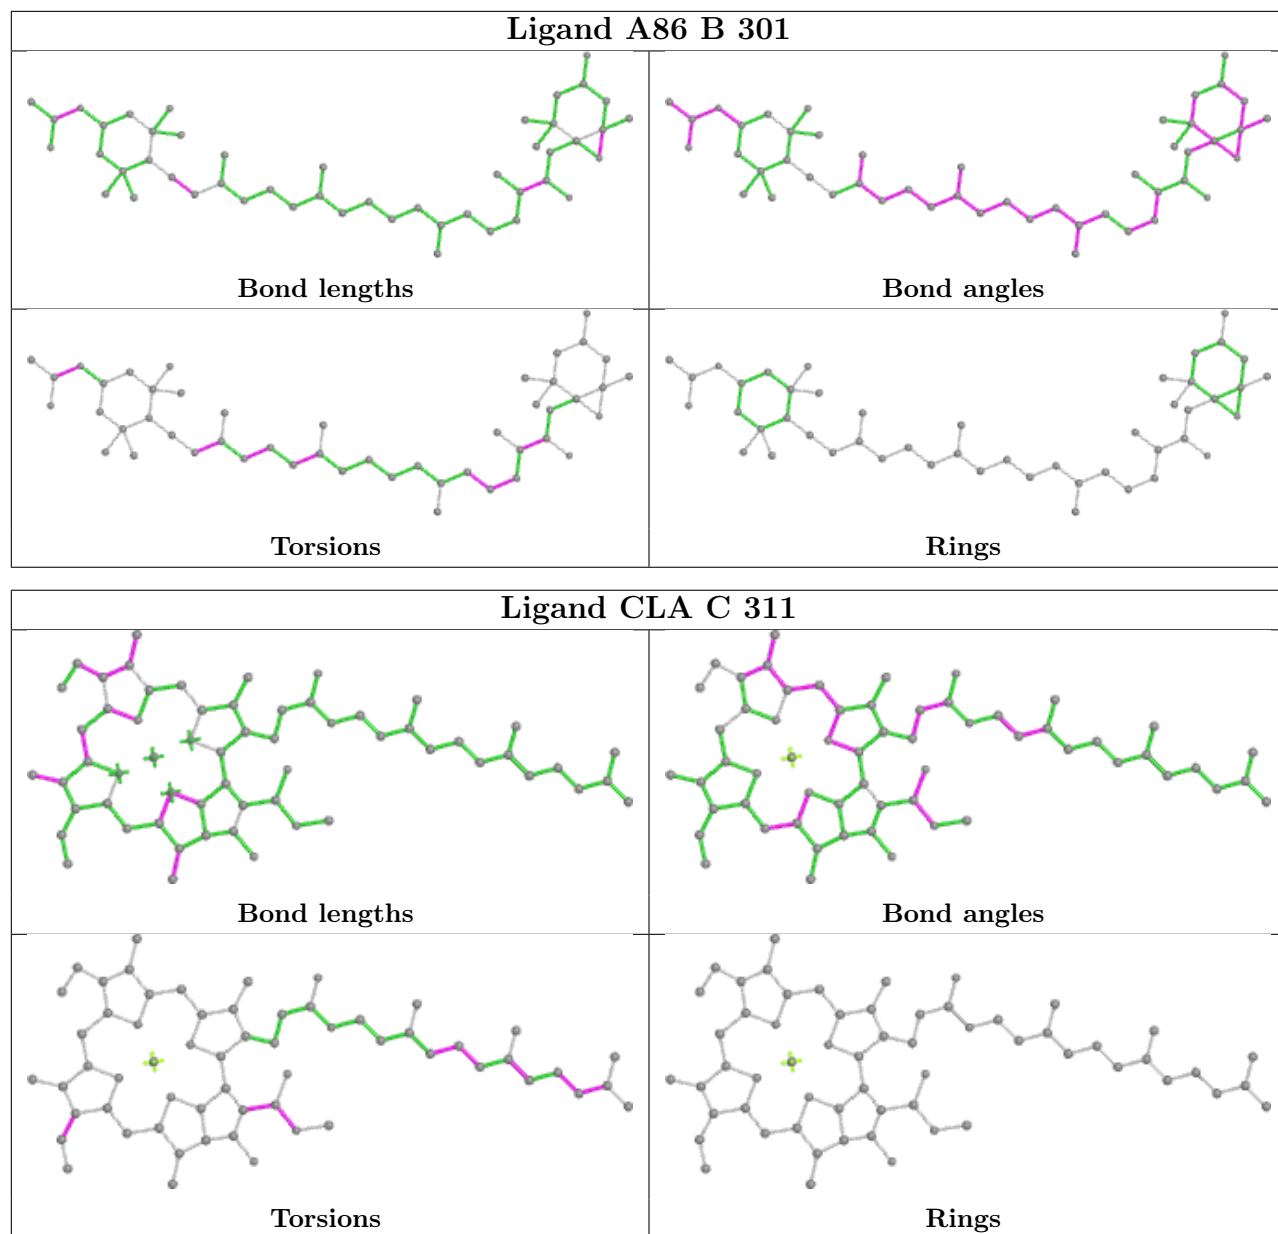 Ligand A86 B 301
Bond lengths
Bond angles
Torsions
Rings
Ligand CLA C 311
Bond lengths
Bond angles
Torsions
Rings